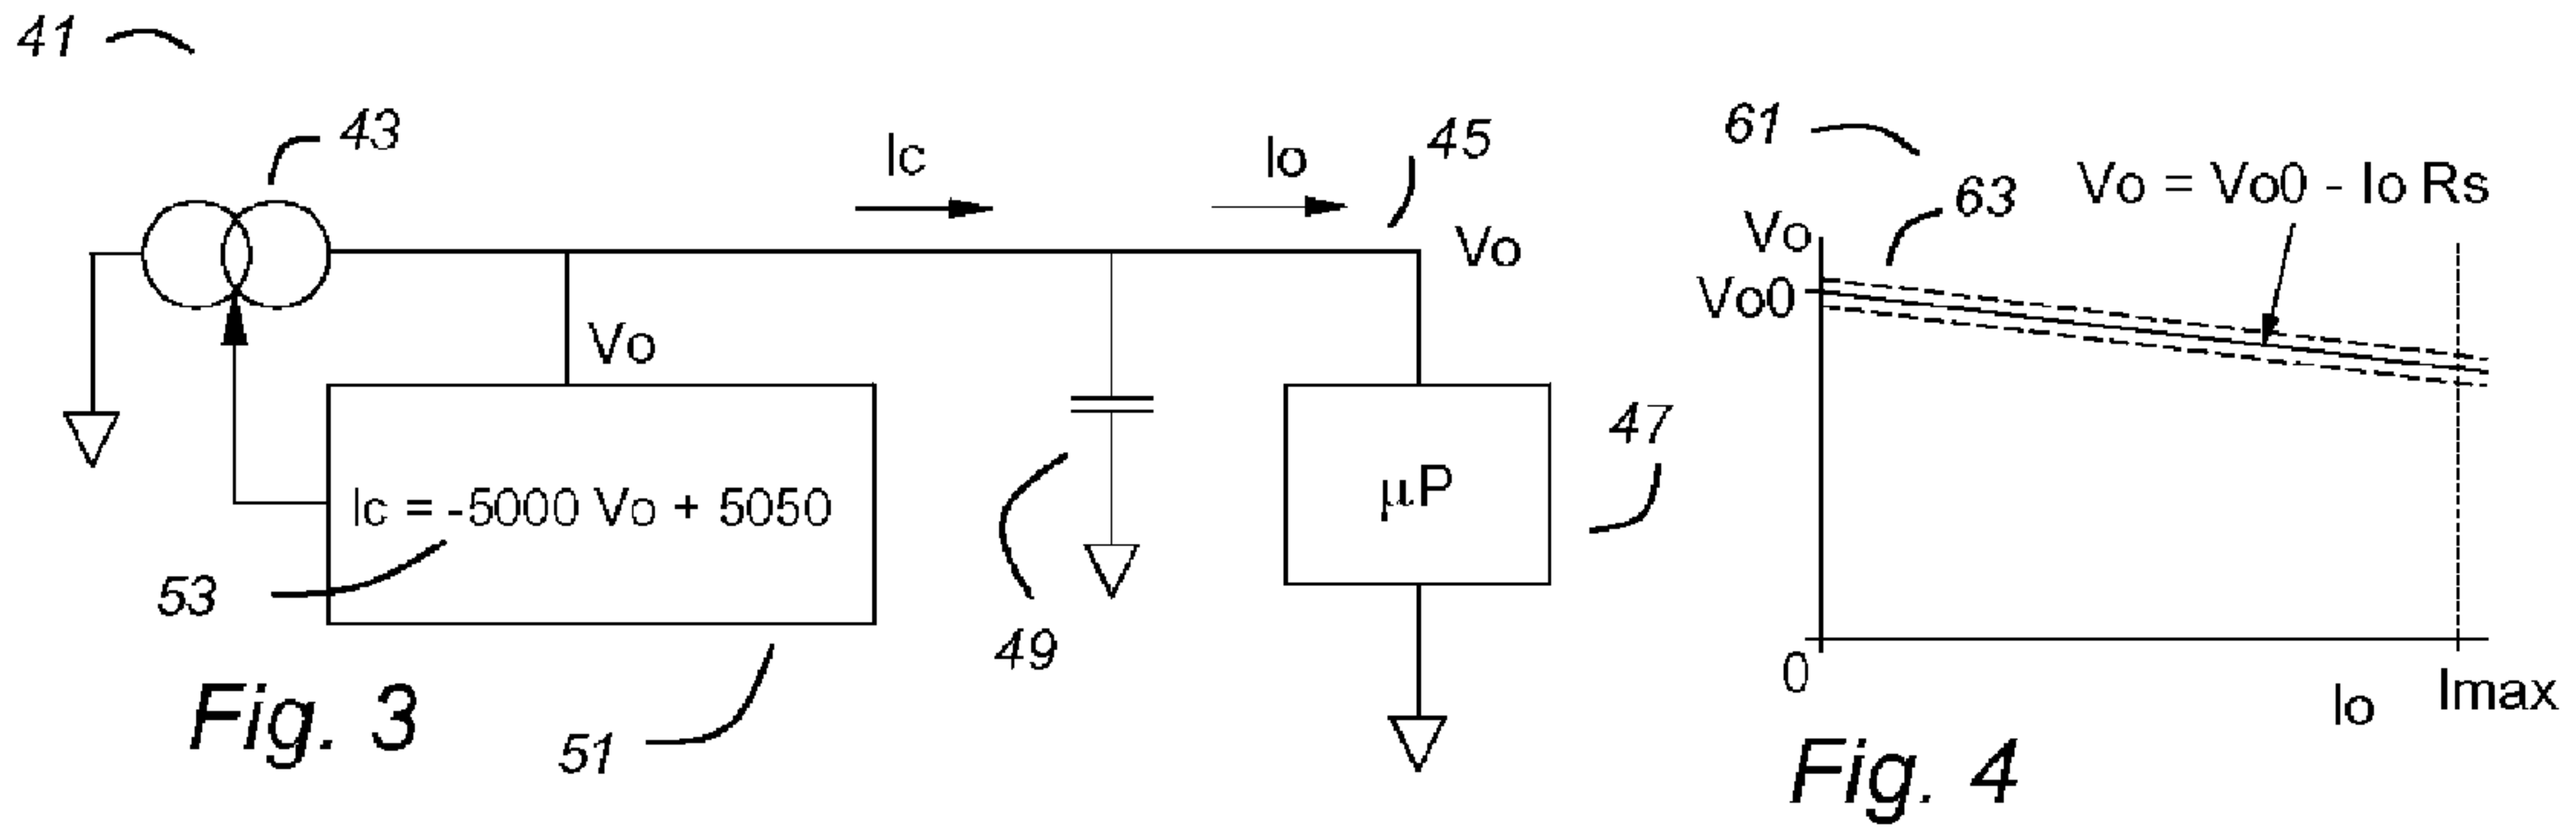 41
43
Ic
Io
45
Vo
Vo
Ic = -5000 Vo + 5050
53
51
49
µP
47
Fig. 3
61
63
Vo = Vo0 - Io Rs
Vo
Vo0
0
Io
Imax
Fig. 4